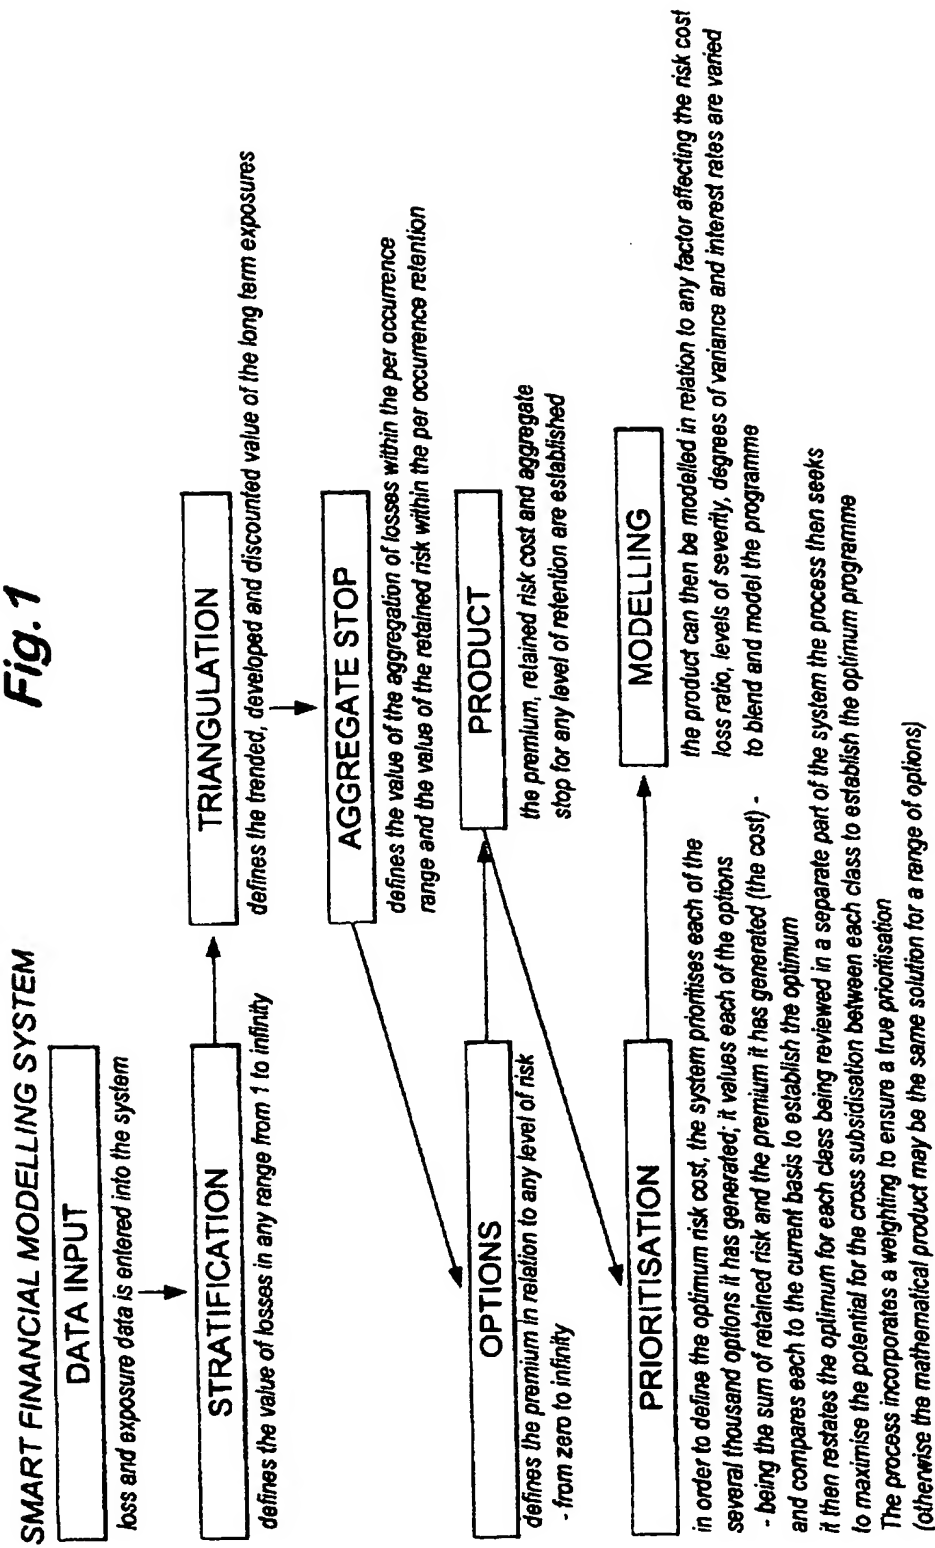 Fig. 1
SMART FINANCIAL MODELLING SYSTEM
DATA INPUT
loss and exposure data is entered into the system
STRATIFICATION
defines the value of losses in any range from 1 to infinity
TRIANGULATION
defines the trended, developed and discounted value of the long term exposures
AGGREGATE STOP
defines the value of the aggregation of losses within the per occurrence
range and the value of the retained risk within the per occurrence retention
OPTIONS
defines the premium in relation to any level of risk
- from zero to infinity
PRODUCT
the premium, retained risk cost and aggregate
stop for any level of retention are established
PRIORITISATION
in order to define the optimum risk cost, the system prioritises each of the
several thousand options it has generated; it values each of the options
- being the sum of retained risk and the premium it has generated (the cost) -
and compares each to the current basis to establish the optimum
it then restates the optimum for each class being reviewed in a separate part of the system the process then seeks
to maximise the potential for the cross subsidisation between each class to establish the optimum programme
The process incorporates a weighting to ensure a true prioritisation
(otherwise the mathematical product may be the same solution for a range of options)
MODELLING
the product can then be modelled in relation to any factor affecting the risk cost
loss ratio, levels of severity, degrees of variance and interest rates are varied
to blend and model the programme